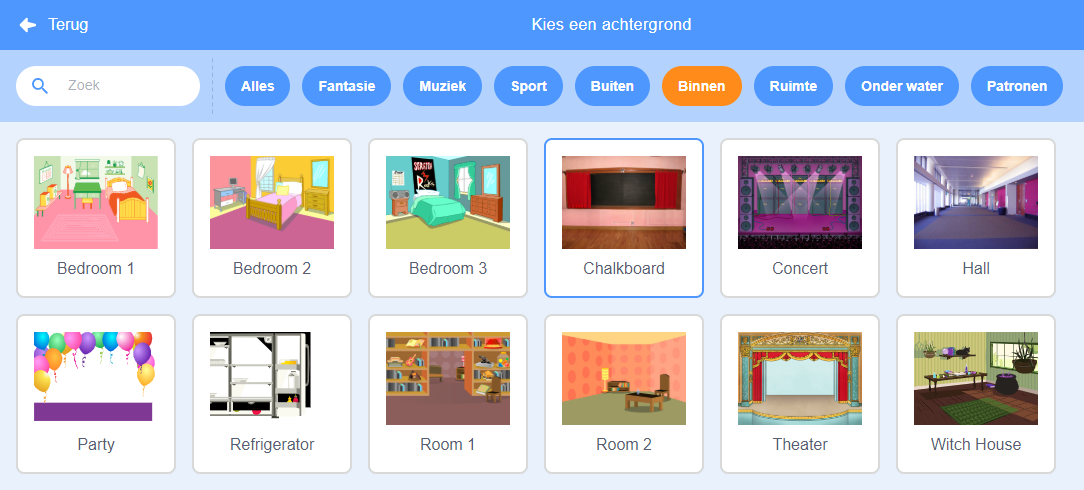 Terug
Kies een achtergrond
Zoek
Alles
Fantasie
Muziek
Sport
Buiten
Binnen
Ruimte
Onder water
Patronen
Bedroom 1
Bedroom 2
Bedroom 3
Chalkboard
Concert
Hall
Party
Refrigerator
Room 1
Room 2
Theater
Witch House